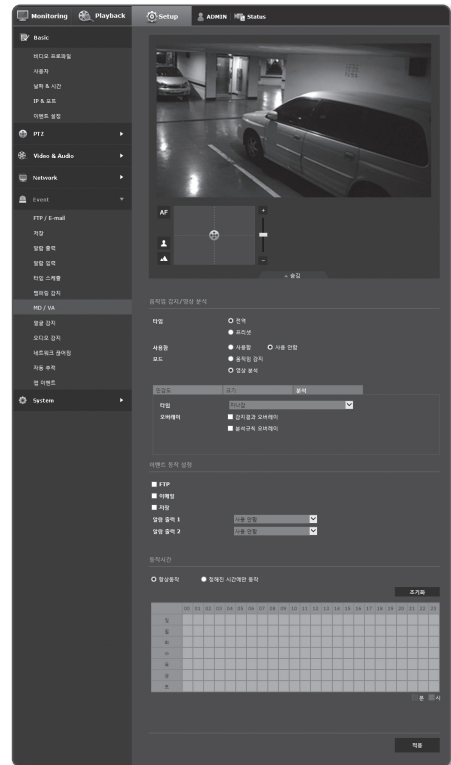 Monitoring Playback Setup ADMIN Status
Basic
비디오 프로파일
사용자
날짜 & 시간
IP & 포트
이벤트 설정
PTZ
Video & Audio
Network
Event
FTP / E-mail
저장
알람 출력
알람 입력
타임 스케쥴
탬퍼링 감지
MD / VA
얼굴 감지
오디오 감지
네트워크 끊어짐
자동 추적
앱 이벤트
System
AF
숨김
움직임 감지/영상 분석
타입
전역
프리셋
사용함
사용함 사용 안함
모드
움직임 감지
영상 분석
민감도 크기 분석
타입 지나감
오버레이 감지결과 오버레이
분석규칙 오버레이
이벤트 동작 설정
FTP
이메일
저장
알람 출력 1 사용 안함
알람 출력 2 사용 안함
동작시간
항상동작 정해진 시간에만 동작
초기화
00 01 02 03 04 05 06 07 08 09 10 11 12 13 14 15 16 17 18 19 20 21 22 23
일
월
화
수
목
금
토
분 시
적용